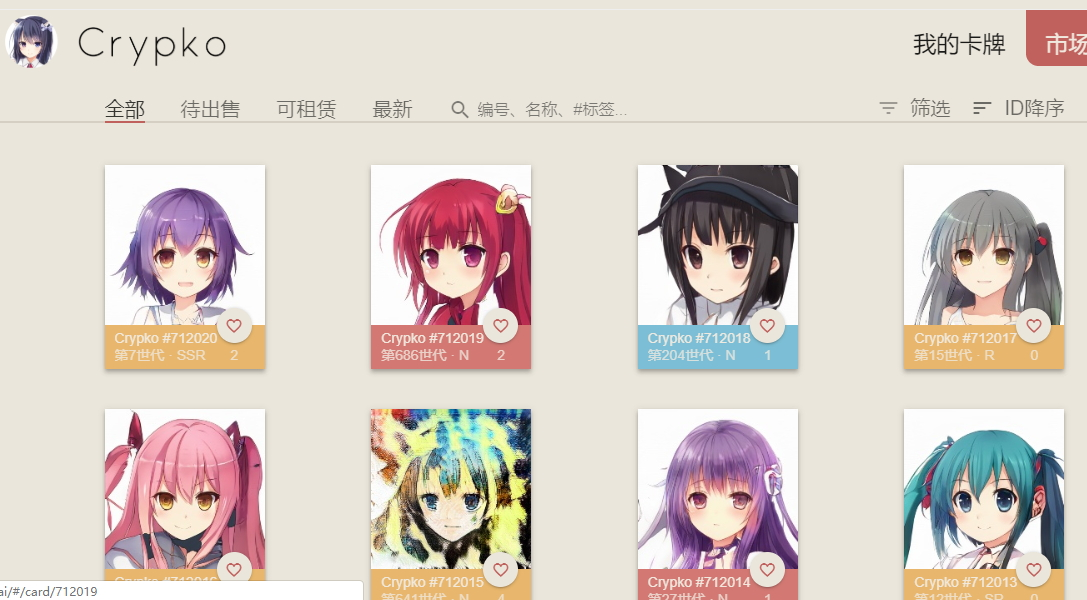 Crypko
我的卡牌
市场
全部 待出售 可租赁 最新 编号、名称、#标签... 筛选 ID降序
Crypko #712020
第7世代 · SSR 2
Crypko #712019
第686世代 · N 2
Crypko #712018
第204世代 · N 1
Crypko #712017
第15世代 · R 0
Crypko #712016
Crypko #712015
第641世代 · N 4
Crypko #712014
第27世代 · N 1
Crypko #712013
第12世代 · SR 0
ai/#/card/712019